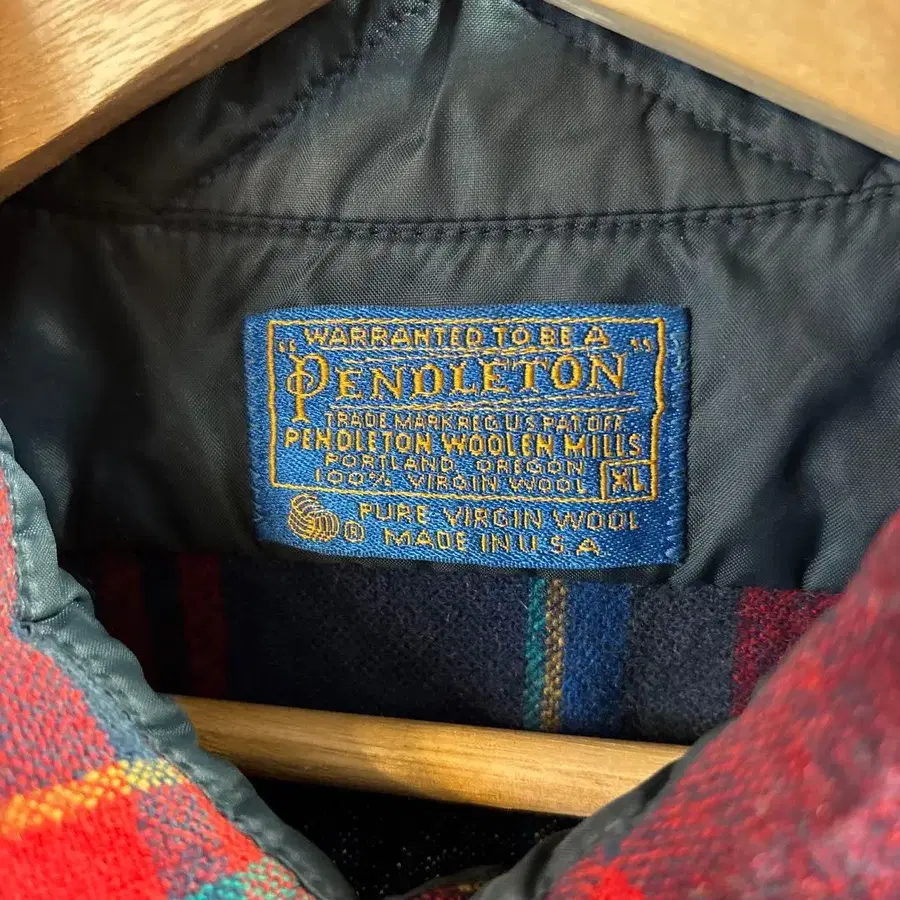 WARRANTED TO BE A
"PENDLETON"
TRADE MARK REG U.S. PAT. OFF.
PENDLETON WOOLEN MILLS
PORTLAND, OREGON
100% VIRGIN WOOL XL
® PURE VIRGIN WOOL
MADE IN U S A